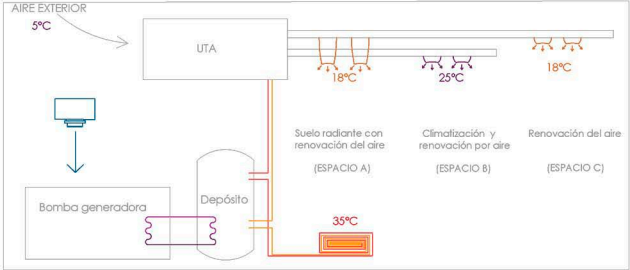 AIRE EXTERIOR
5ºC
UTA
18ºC
25ºC
18ºC
Suelo radiante con
renovación del aire
(ESPACIO A)
Climatización y
renovación por aire
(ESPACIO B)
Renovación del aire
(ESPACIO C)
Bomba generadora
Depósito
35ºC